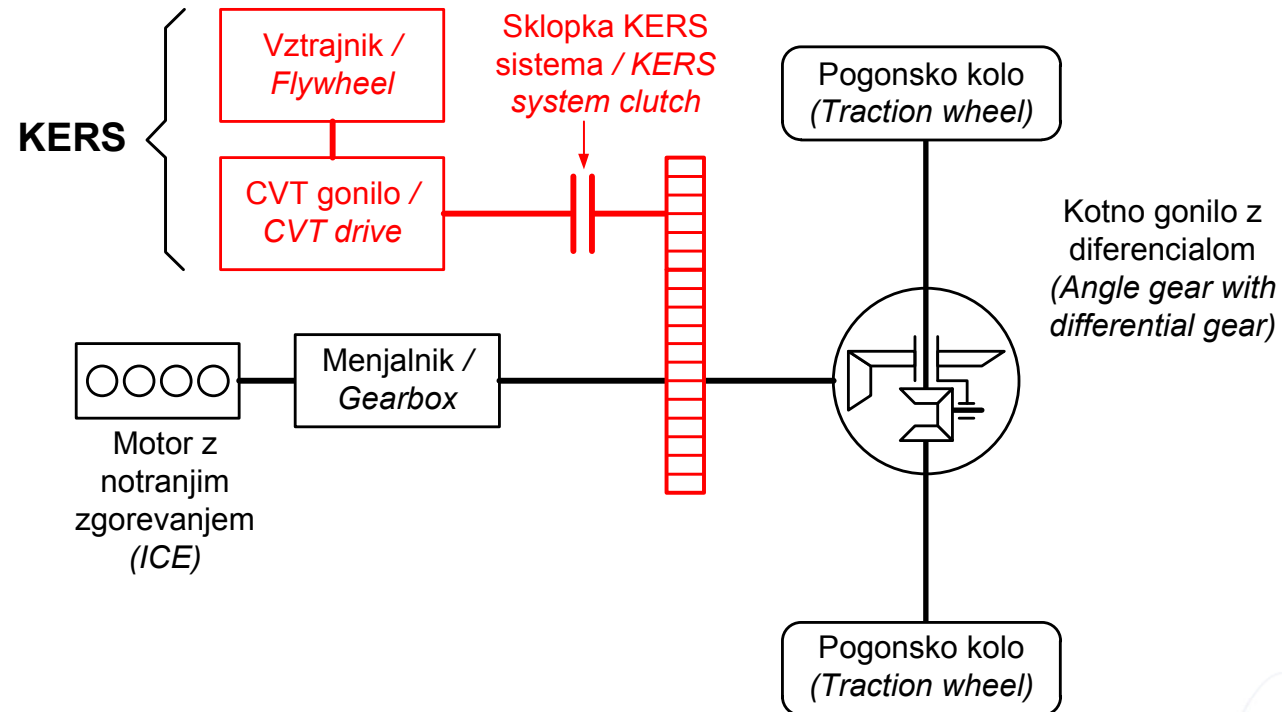 KERS
Vztrajnik /
Flywheel
CVT gonilo /
CVT drive
Sklopka KERS
sistema / KERS
system clutch
Pogonsko kolo
(Traction wheel)
Kotno gonilo z
diferencialom
(Angle gear with
differential gear)
Menjalnik /
Gearbox
Motor z
notranjim
zgorevanjem
(ICE)
Pogonsko kolo
(Traction wheel)